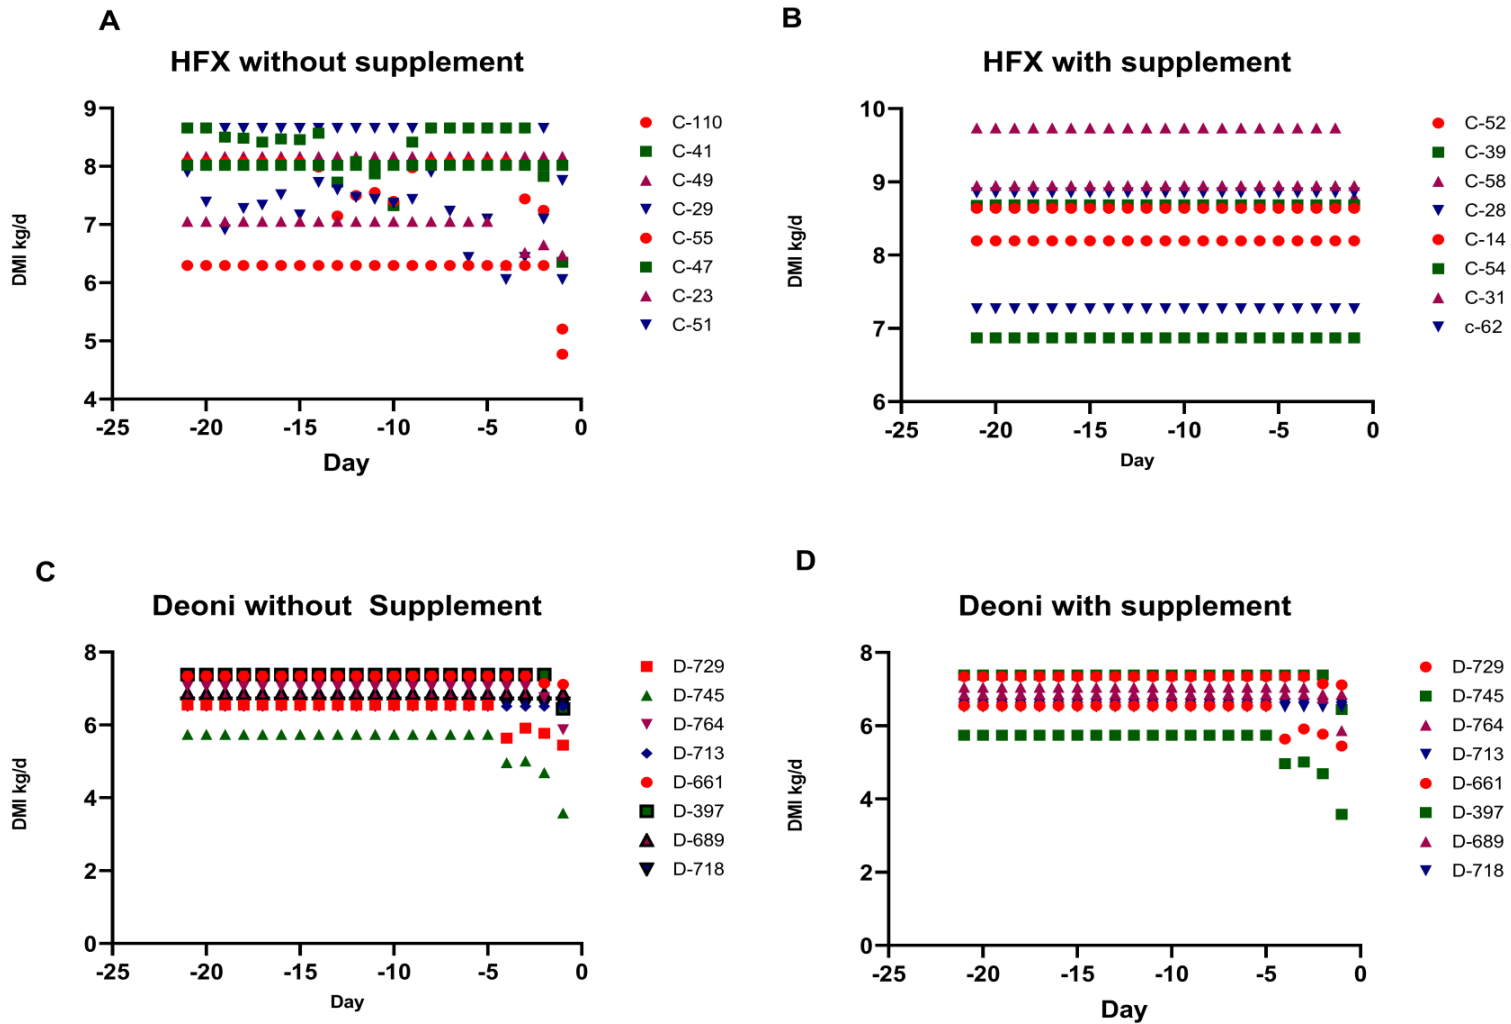 A
HFX without supplement
DMI kg/d
9
8
7
6
5
4
-25
-20
-15
-10
-5
0
Day
C-110
C-41
C-49
C-29
C-55
C-47
C-23
C-51
B
HFX with supplement
DMI kg/d
10
9
8
7
6
-25
-20
-15
-10
-5
0
Day
C-52
C-39
C-58
C-28
C-14
C-54
C-31
c-62
C
Deoni without  Supplement
DMI kg/d
8
6
4
2
0
-25
-20
-15
-10
-5
0
Day
D-729
D-745
D-764
D-713
D-661
D-397
D-689
D-718
D
Deoni with supplement
DMI kg/d
8
6
4
2
0
-25
-20
-15
-10
-5
0
Day
D-729
D-745
D-764
D-713
D-661
D-397
D-689
D-718